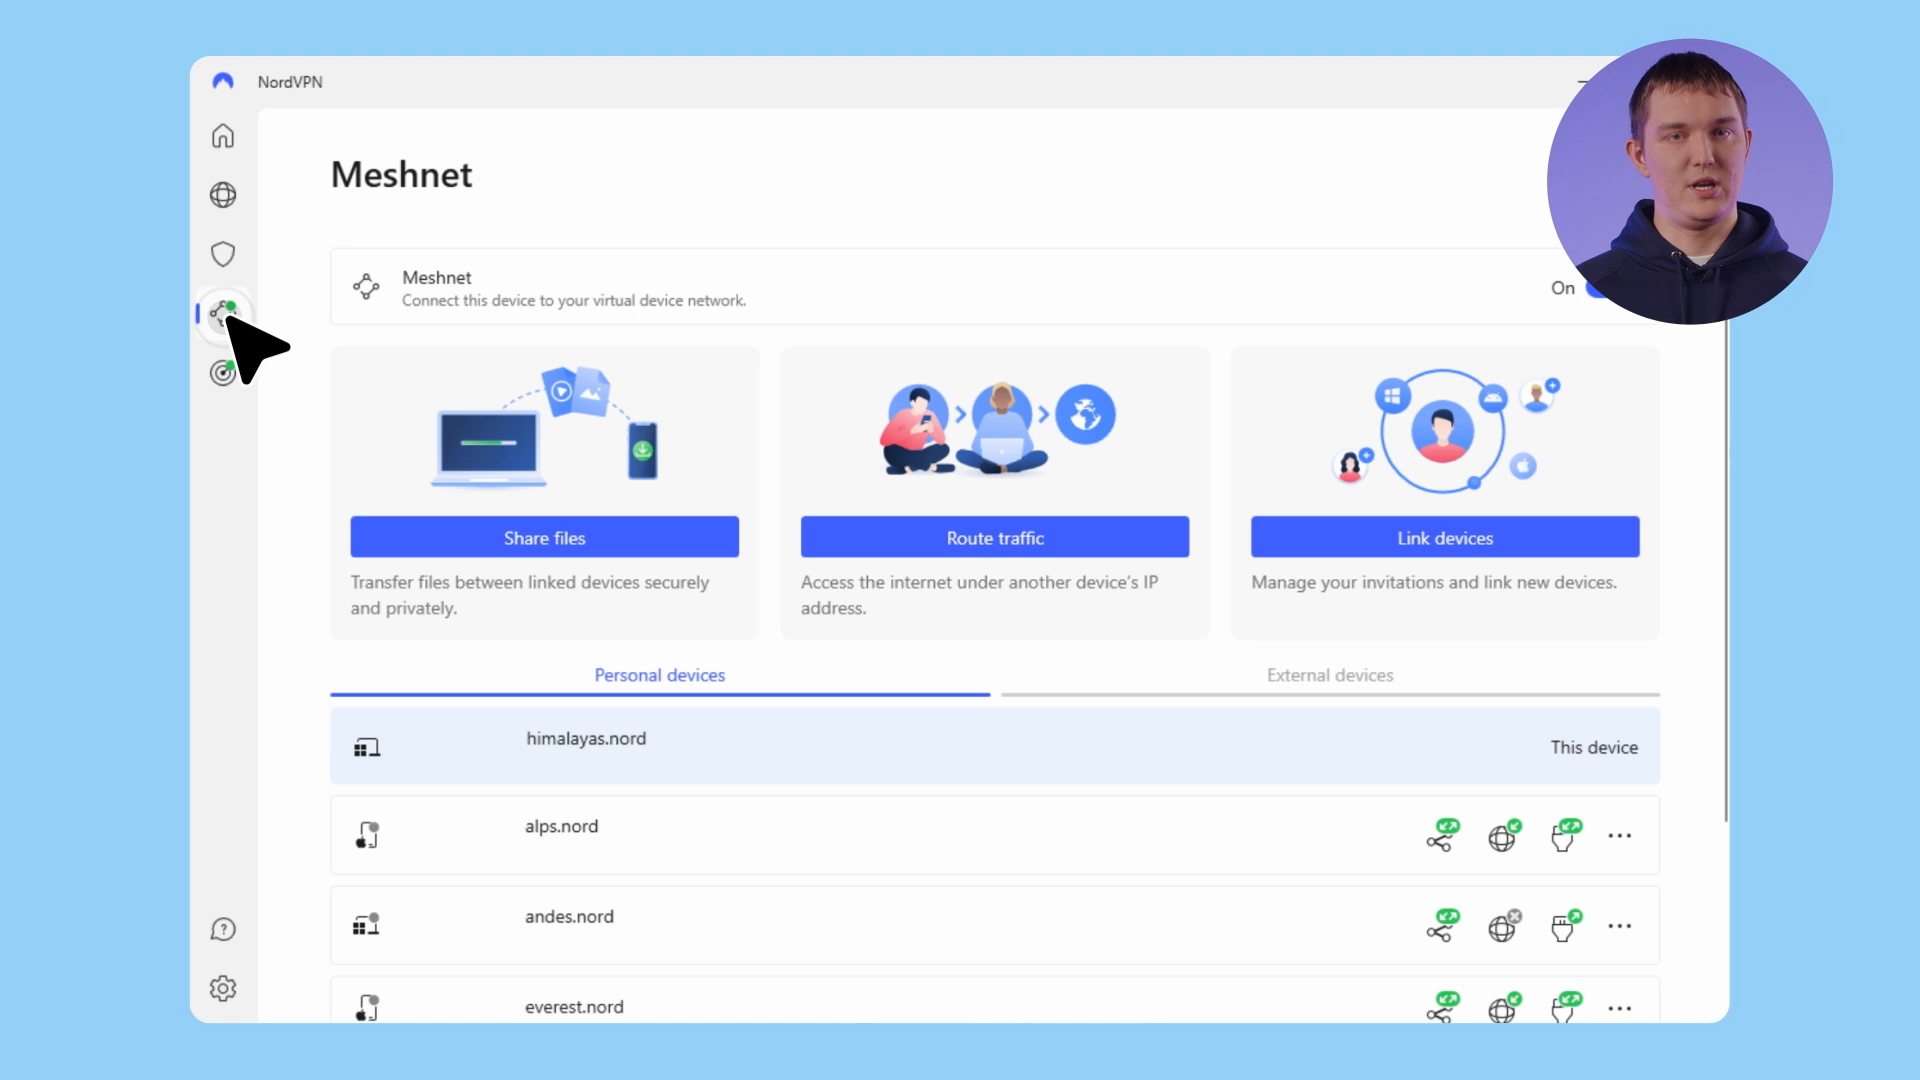 NordVPN
Meshnet
Meshnet
Connect this device to your virtual device network.
On
Share files
Transfer files between linked devices securely
and privately.
Route traffic
Access the internet under another device's IP
address.
Link devices
Manage your invitations and link new devices.
Personal devices
External devices
himalayas.nord
This device
alps.nord
andes.nord
everest.nord